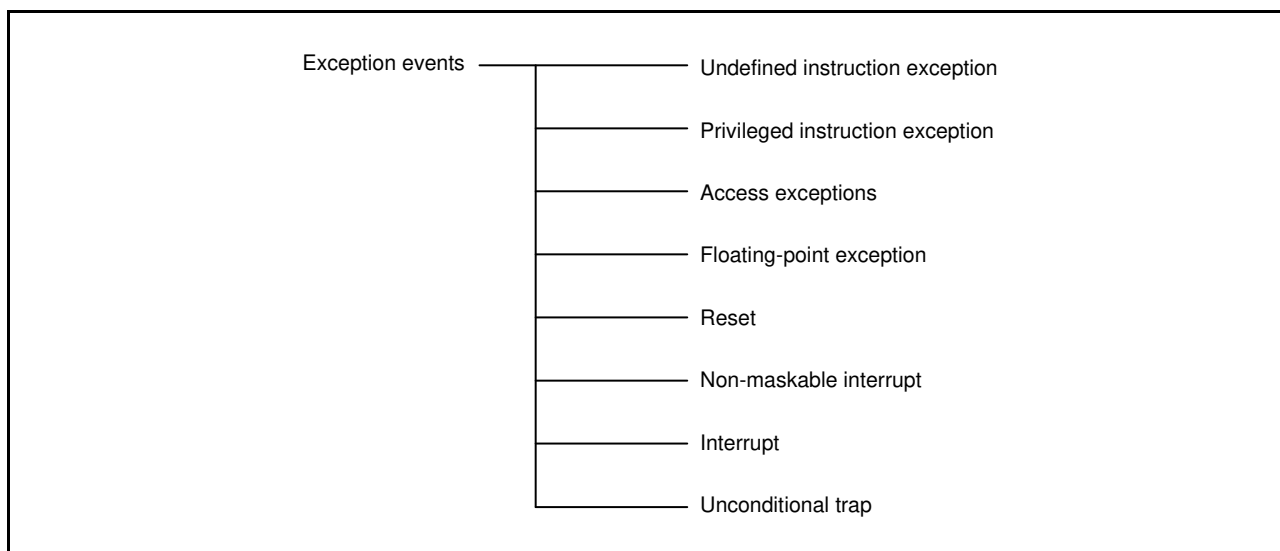 Exception events
Undefined instruction exception
Privileged instruction exception
Access exceptions
Floating-point exception
Reset
Non-maskable interrupt
Interrupt
Unconditional trap